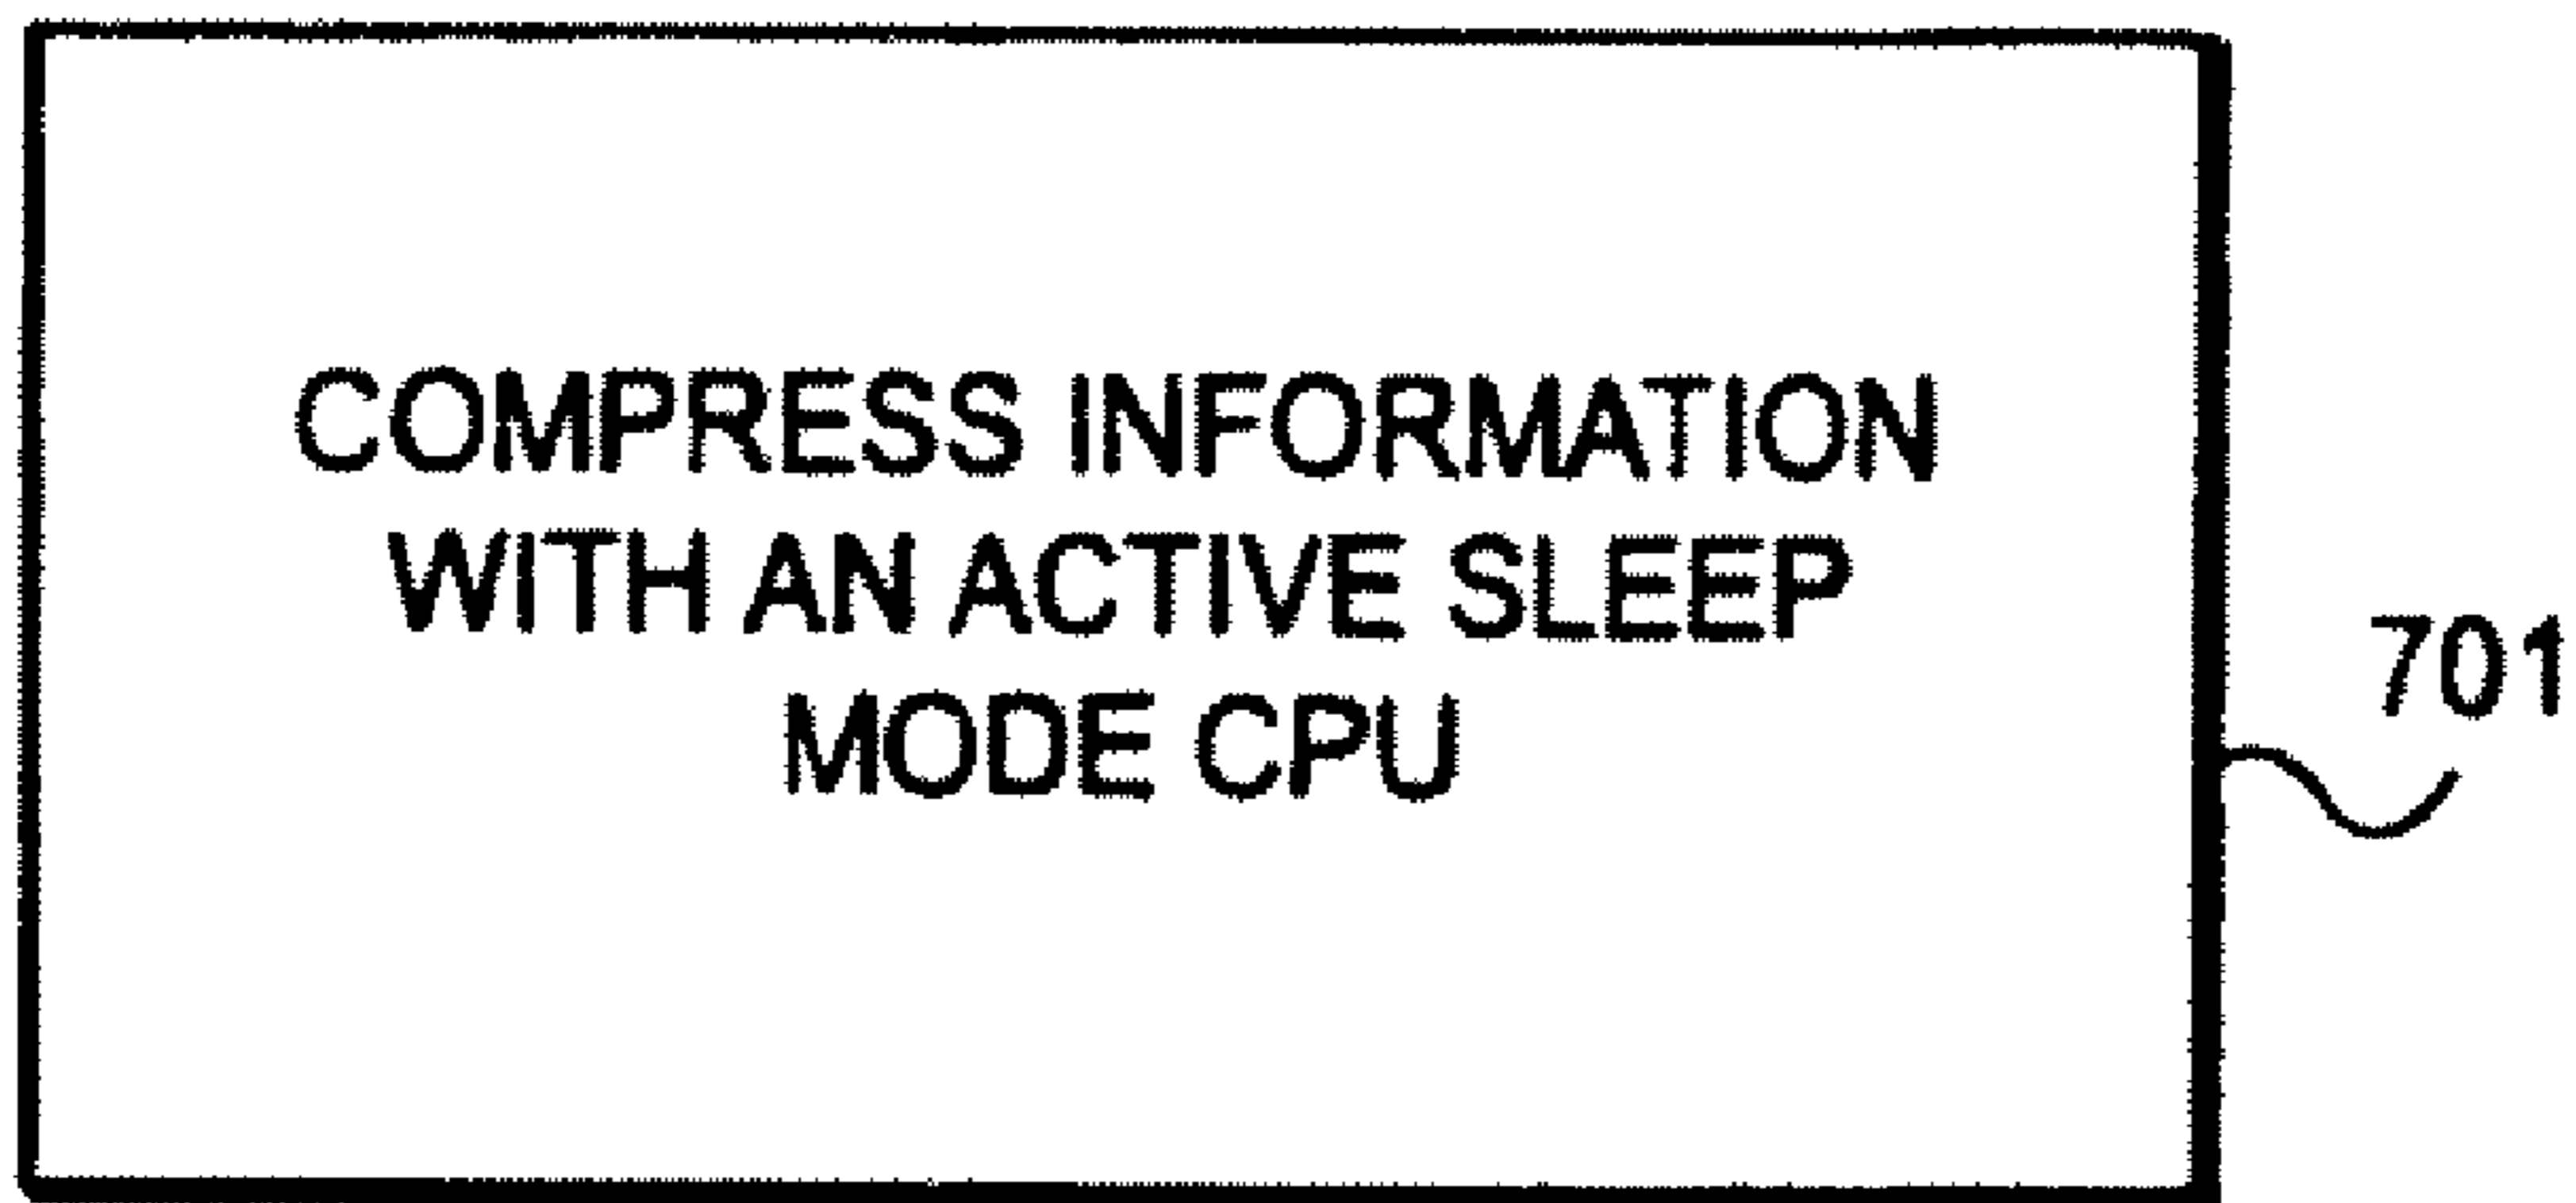 COMPRESS INFORMATION
WITH AN ACTIVE SLEEP
MODE CPU
701